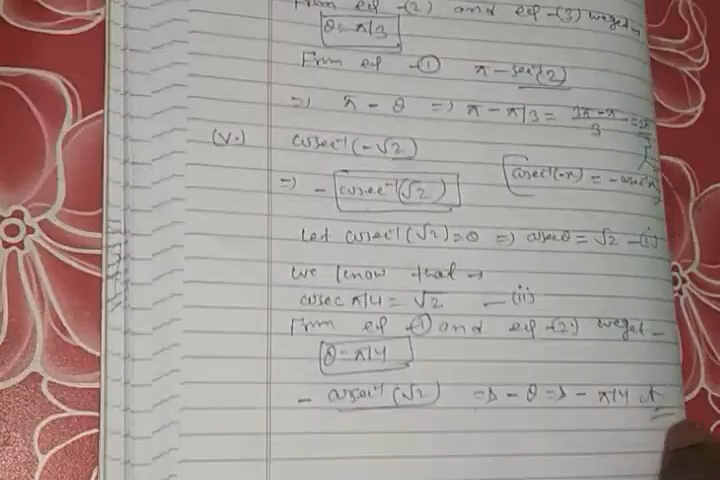 From eq -(2) and eq -(3) we get →
θ = π/3
From eq -① π - sec⁻¹(2)
=) π - θ =) π - π/3 = 3π - π/3 = 2π
(V.) cosec⁻¹(-√2)
=) - cosec⁻¹(√2) cosec⁻¹(-x) = - cosec⁻¹x
Let cosec⁻¹(√2) = θ =) cosecθ = √2 -(i)
we know that →
cosec π/4 = √2 -(ii)
From eq -① and eq -(2.) we get -
θ = π/4
- cosec⁻¹(√2) =) - θ =) - π/4